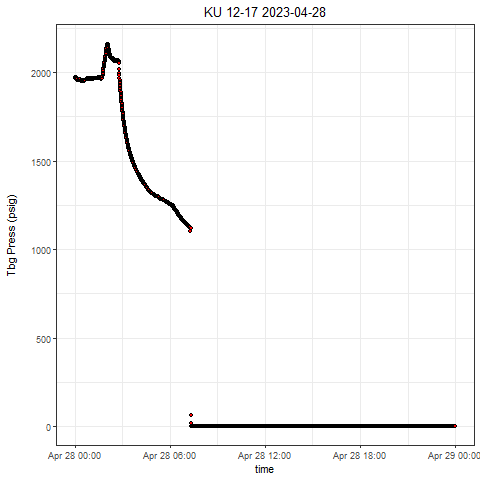 KU 12-17 2023-04-28
Tbg Press (psig)
2000
1500
1000
500
0
Apr 28 00:00 Apr 28 06:00 Apr 28 12:00 Apr 28 18:00 Apr 29 00:00
time